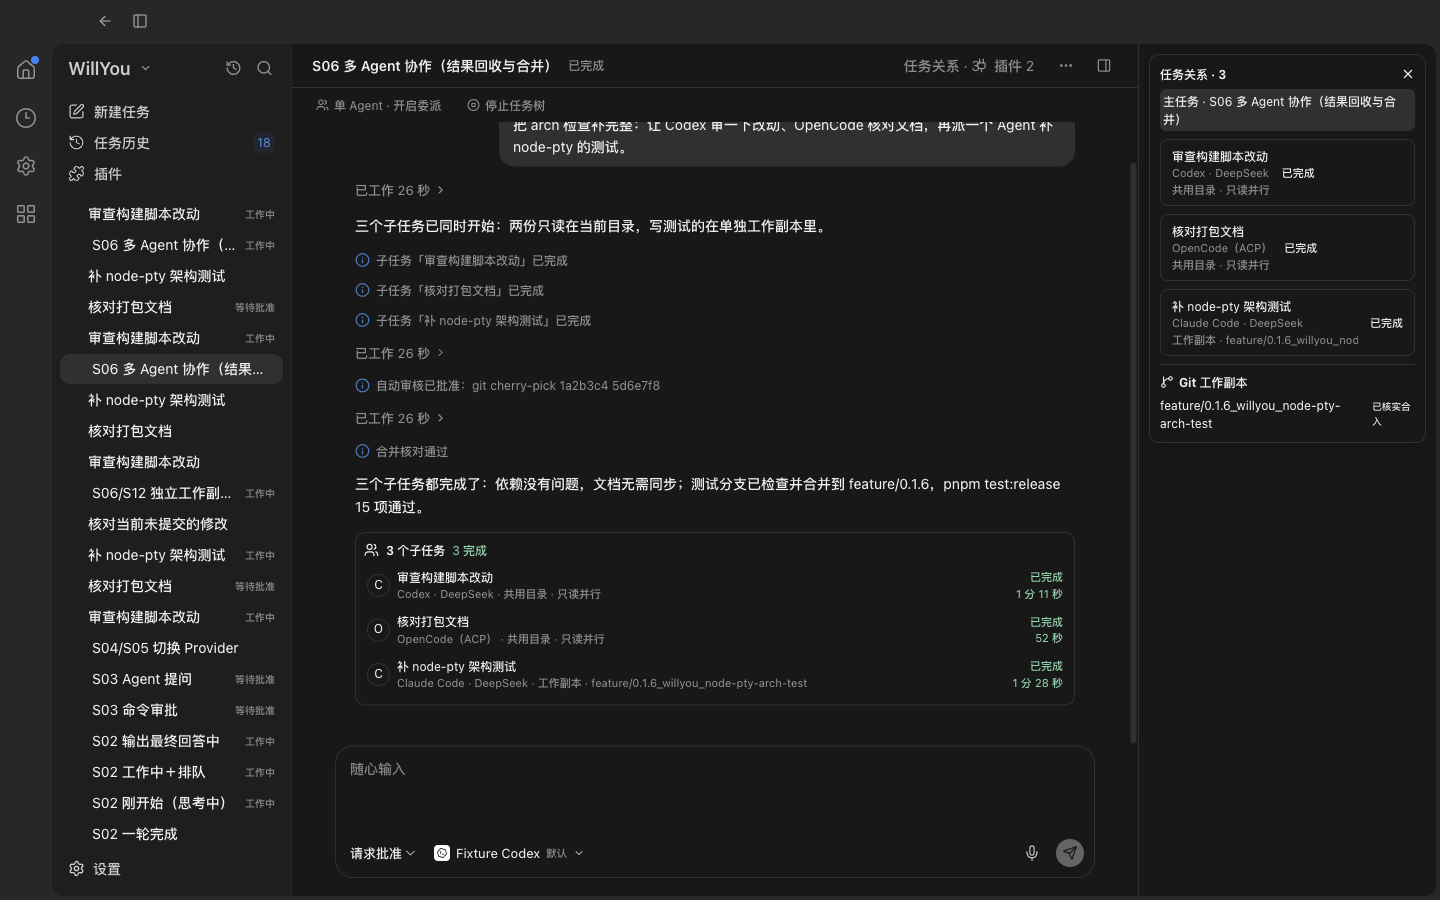 WillYou
新建任务
任务历史
18
插件
审查构建脚本改动 工作中
S06 多 Agent 协作（... 工作中
补 node-pty 架构测试
核对打包文档 等待批准
审查构建脚本改动 工作中
S06 多 Agent 协作（结果...
补 node-pty 架构测试
核对打包文档
审查构建脚本改动
S06/S12 独立工作副... 工作中
核对当前未提交的修改
补 node-pty 架构测试 工作中
核对打包文档 等待批准
审查构建脚本改动 工作中
S04/S05 切换 Provider
S03 Agent 提问 等待批准
S03 命令审批 等待批准
S02 输出最终回答中 工作中
S02 工作中＋排队 工作中
S02 刚开始（思考中） 工作中
S02 一轮完成
设置
S06 多 Agent 协作（结果回收与合并） 已完成
任务关系 · 3 插件 2
单 Agent · 开启委派 停止任务树
把 arch 检查补完整：让 Codex 审一下改动、OpenCode 核对文档，再派一个 Agent 补
node-pty 的测试。
已工作 26 秒
三个子任务已同时开始：两份只读在当前目录，写测试的在单独工作副本里。
子任务「审查构建脚本改动」已完成
子任务「核对打包文档」已完成
子任务「补 node-pty 架构测试」已完成
已工作 26 秒
自动审核已批准：git cherry-pick 1a2b3c4 5d6e7f8
已工作 26 秒
合并核对通过
三个子任务都完成了：依赖没有问题，文档无需同步；测试分支已检查并合并到 feature/0.1.6，pnpm test:release
15 项通过。
3 个子任务 3 完成
C
审查构建脚本改动 已完成
Codex · DeepSeek · 共用目录 · 只读并行 1 分 11 秒
O
核对打包文档 已完成
OpenCode（ACP） · 共用目录 · 只读并行 52 秒
C
补 node-pty 架构测试 已完成
Claude Code · DeepSeek · 工作副本 · feature/0.1.6_willyou_node-pty-arch-test 1 分 28 秒
随心输入
请求批准 Fixture Codex 默认
任务关系 · 3
主任务 · S06 多 Agent 协作（结果回收与合
并）
审查构建脚本改动
Codex · DeepSeek 已完成
共用目录 · 只读并行
核对打包文档
OpenCode（ACP） 已完成
共用目录 · 只读并行
补 node-pty 架构测试
Claude Code · DeepSeek 已完成
工作副本 · feature/0.1.6_willyou_nod
Git 工作副本
feature/0.1.6_willyou_node-pty-
arch-test
已核实合
入